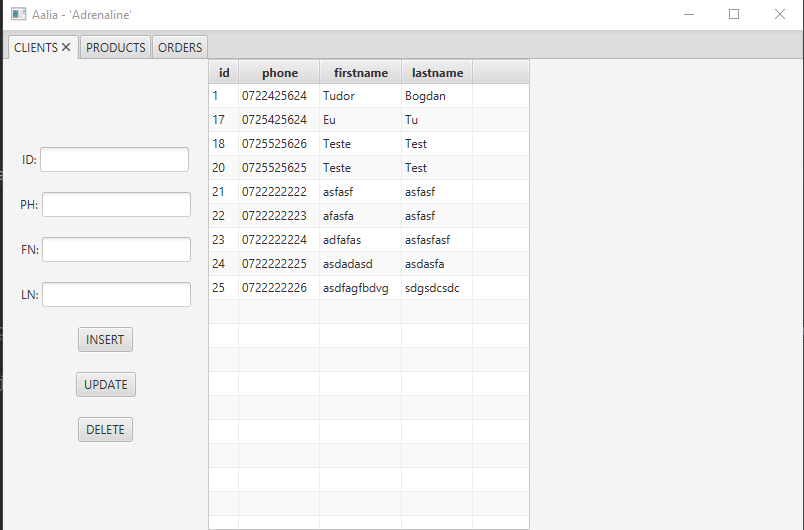 Aalia - 'Adrenaline'
CLIENTS PRODUCTS ORDERS
id phone firstname lastname
1 0722425624 Tudor Bogdan
17 0725425624 Eu Tu
18 0725525626 Teste Test
20 0725525625 Teste Test
21 0722222222 asfasf asfasf
22 0722222223 afasfa asfasf
23 0722222224 adfafas asfasfasf
24 0722222225 asdadasd asdasfa
25 0722222226 asdfagfbdvg sdgsdcsdc
ID:
PH:
FN:
LN:
INSERT
UPDATE
DELETE